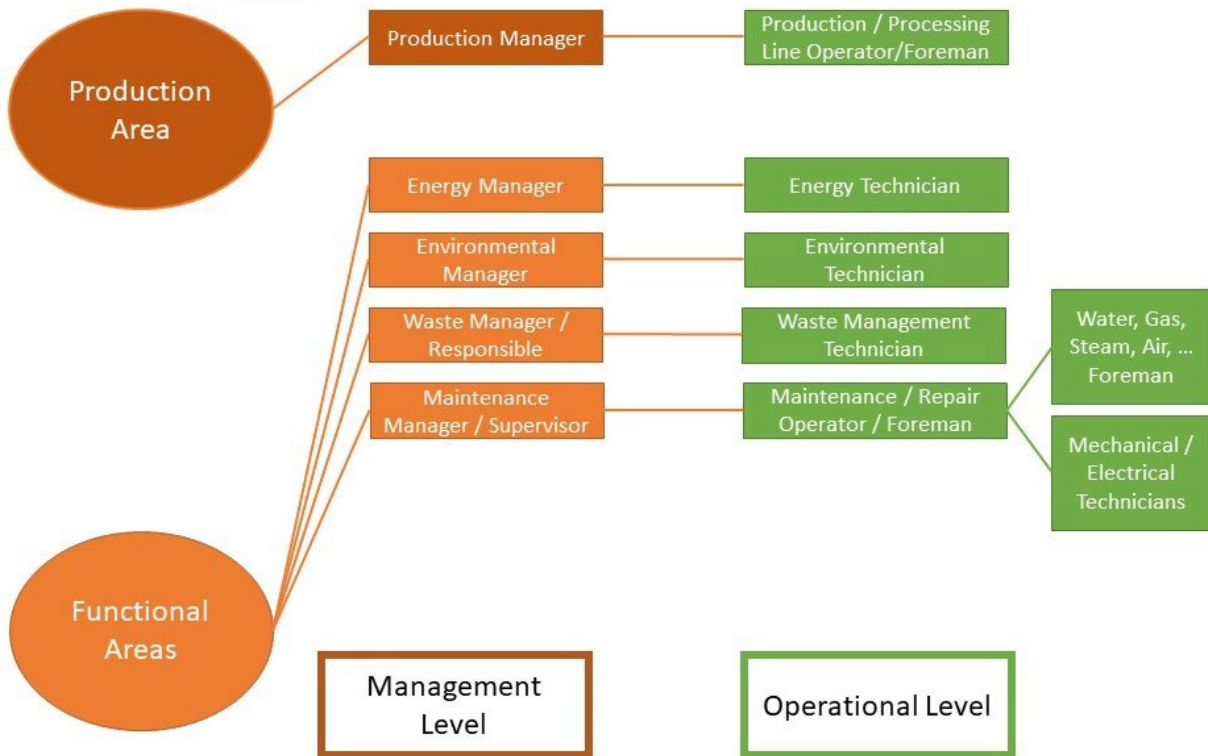 Production
Area
Production Manager
Production / Processing
Line Operator/Foreman
Energy Manager
Energy Technician
Environmental
Manager
Environmental
Technician
Waste Manager /
Responsible
Waste Management
Technician
Maintenance
Manager / Supervisor
Maintenance / Repair
Operator / Foreman
Water, Gas,
Steam, Air, ...
Foreman
Mechanical /
Electrical
Technicians
Functional
Areas
Management
Level
Operational Level